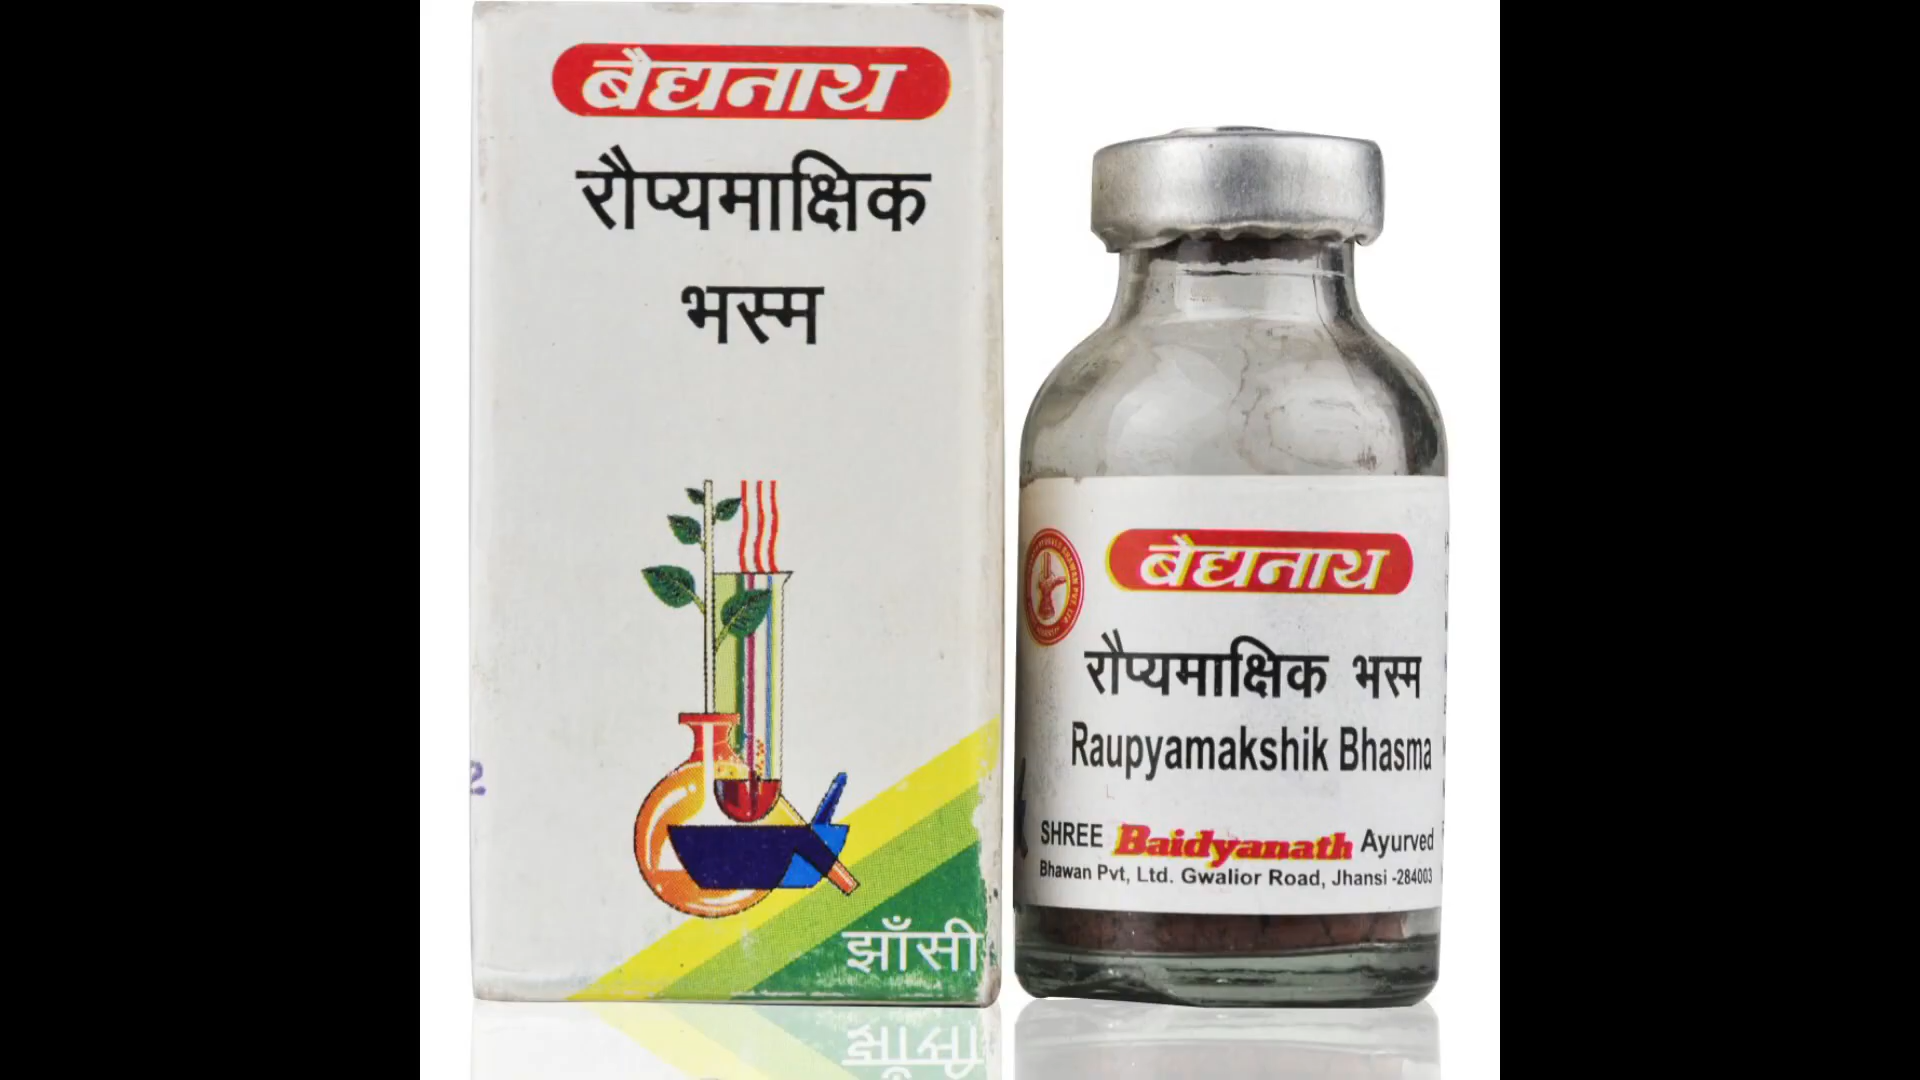 बैद्यनाथ
रौप्यमाक्षिक
भस्म
झाँसी
बैद्यनाथ
रौप्यमाक्षिक भस्म
Raupyamakshik Bhasma
SHREE Baidyanath Ayurved
Bhawan Pvt, Ltd. Gwalior Road, Jhansi -284003